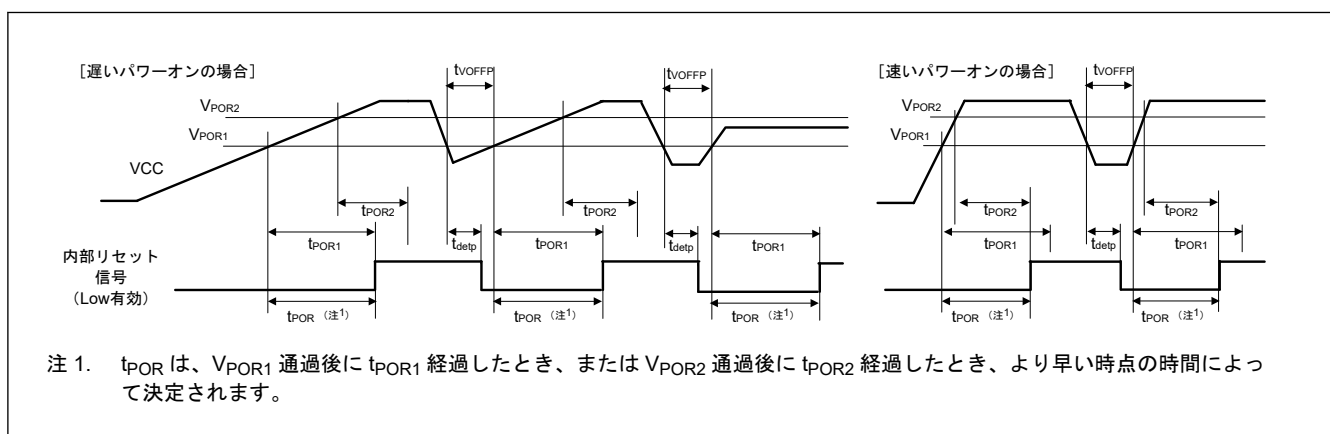 [遅いパワーオンの場合]
tVOFFP
tVOFFP
VPOR2
VPOR1
VCC
tPOR2
tPOR2
tPOR1
tdetp
tPOR1
tdetp
tPOR1
内部リセット
信号
(Low有効)
tPOR (注1)
tPOR (注1)
tPOR (注1)
[速いパワーオンの場合]
tVOFFP
VPOR2
VPOR1
tPOR2
tPOR2
tPOR1
tdetp
tPOR1
tPOR (注1)
tPOR (注1)
注 1. tPOR は、VPOR1 通過後に tPOR1 経過したとき、または VPOR2 通過後に tPOR2 経過したとき、より早い時点の時間によっ
て決定されます。